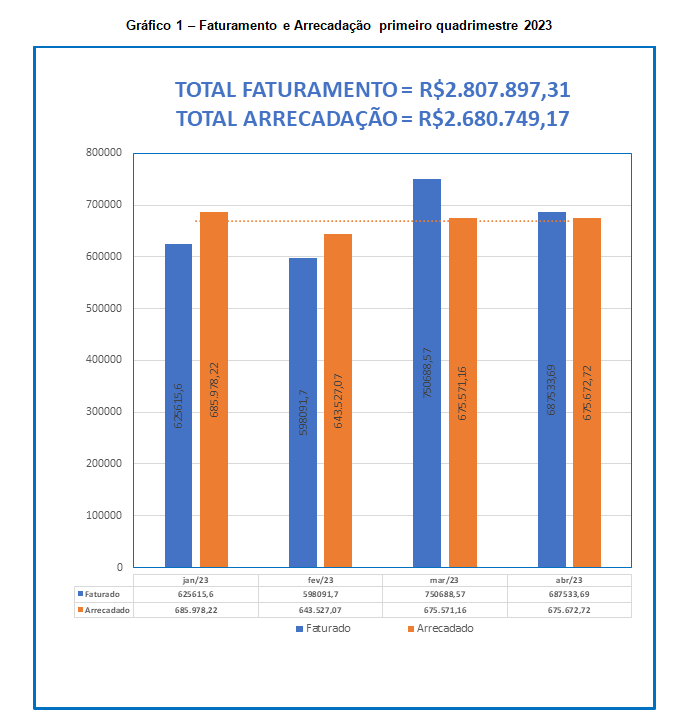 Gráfico 1 – Faturamento e Arrecadação primeiro quadrimestre 2023
TOTAL FATURAMENTO = R$2.807.897,31
TOTAL ARRECADAÇÃO = R$2.680.749,17
800000
700000
600000
500000
400000
300000
200000
100000
0
625615,6
685.978,22
598091,7
643.527,07
750688,57
675.571,16
687533,69
675.672,72
jan/23 fev/23 mar/23 abr/23
Faturado 625615,6 598091,7 750688,57 687533,69
Arrecadado 685.978,22 643.527,07 675.571,16 675.672,72
Faturado Arrecadado